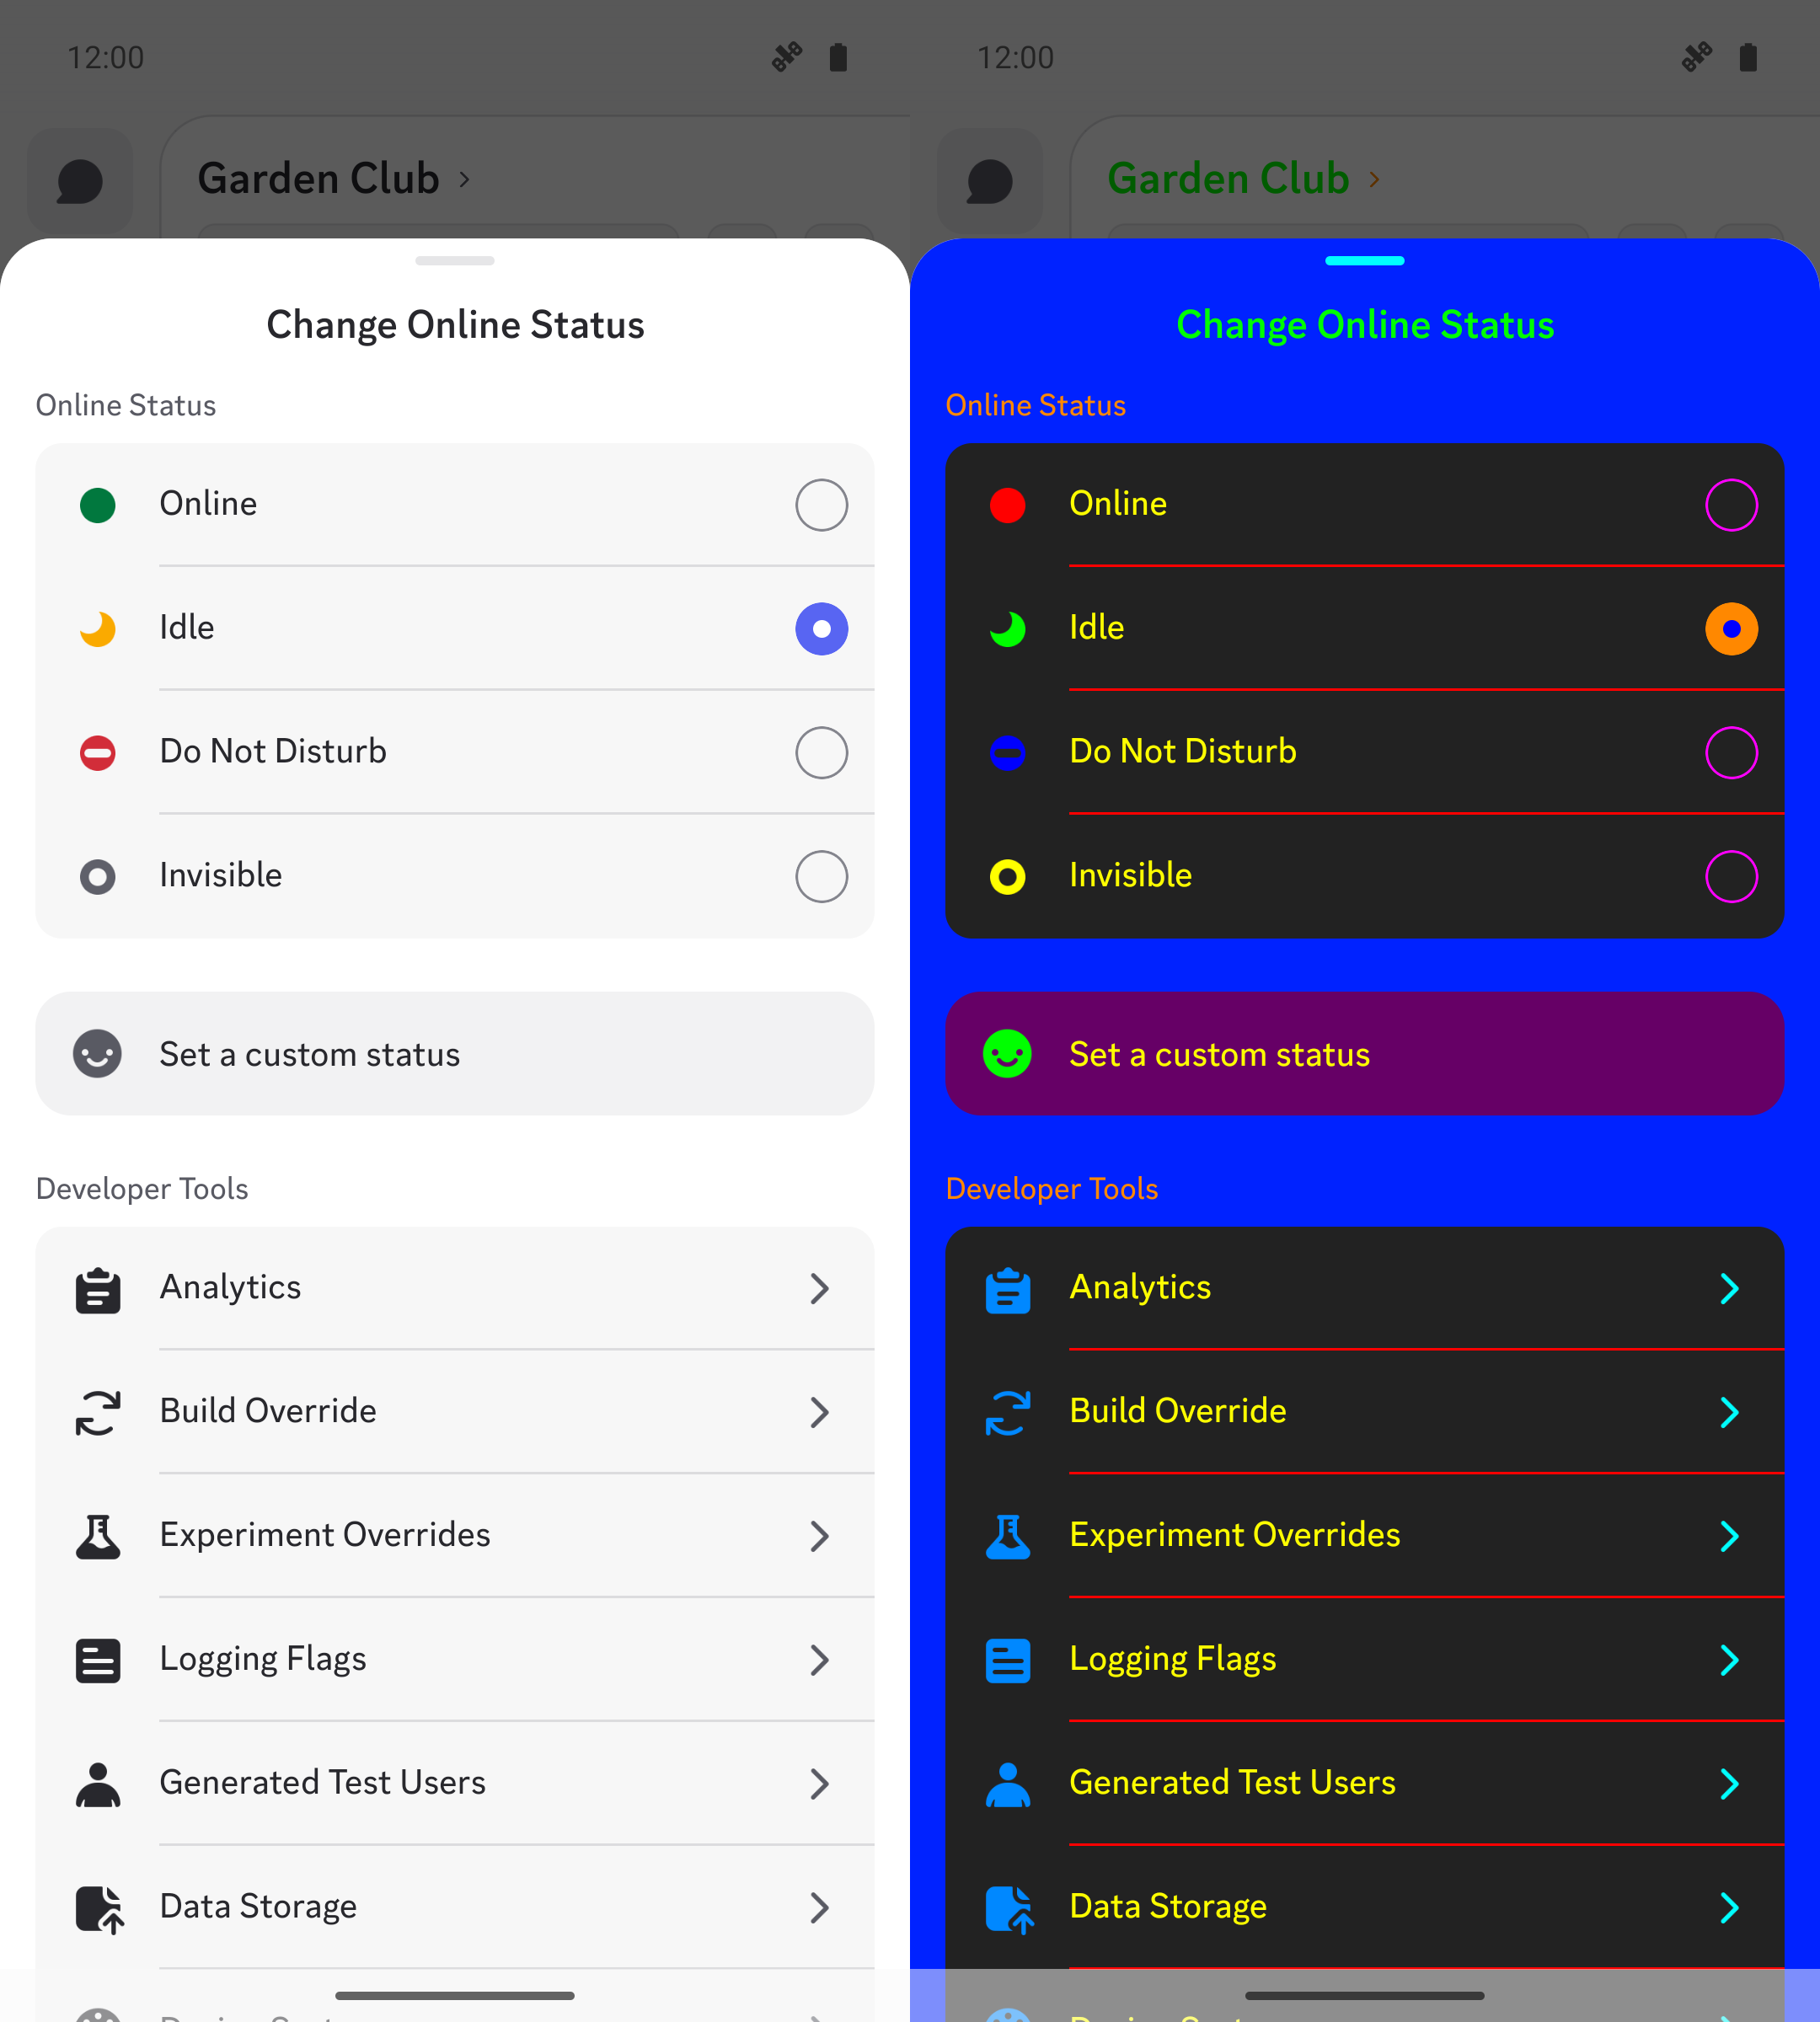 12:00
Garden Club
Change Online Status
Online Status
Online
Idle
Do Not Disturb
Invisible
Set a custom status
Developer Tools
Analytics
Build Override
Experiment Overrides
Logging Flags
Generated Test Users
Data Storage
12:00
Garden Club
Change Online Status
Online Status
Online
Idle
Do Not Disturb
Invisible
Set a custom status
Developer Tools
Analytics
Build Override
Experiment Overrides
Logging Flags
Generated Test Users
Data Storage